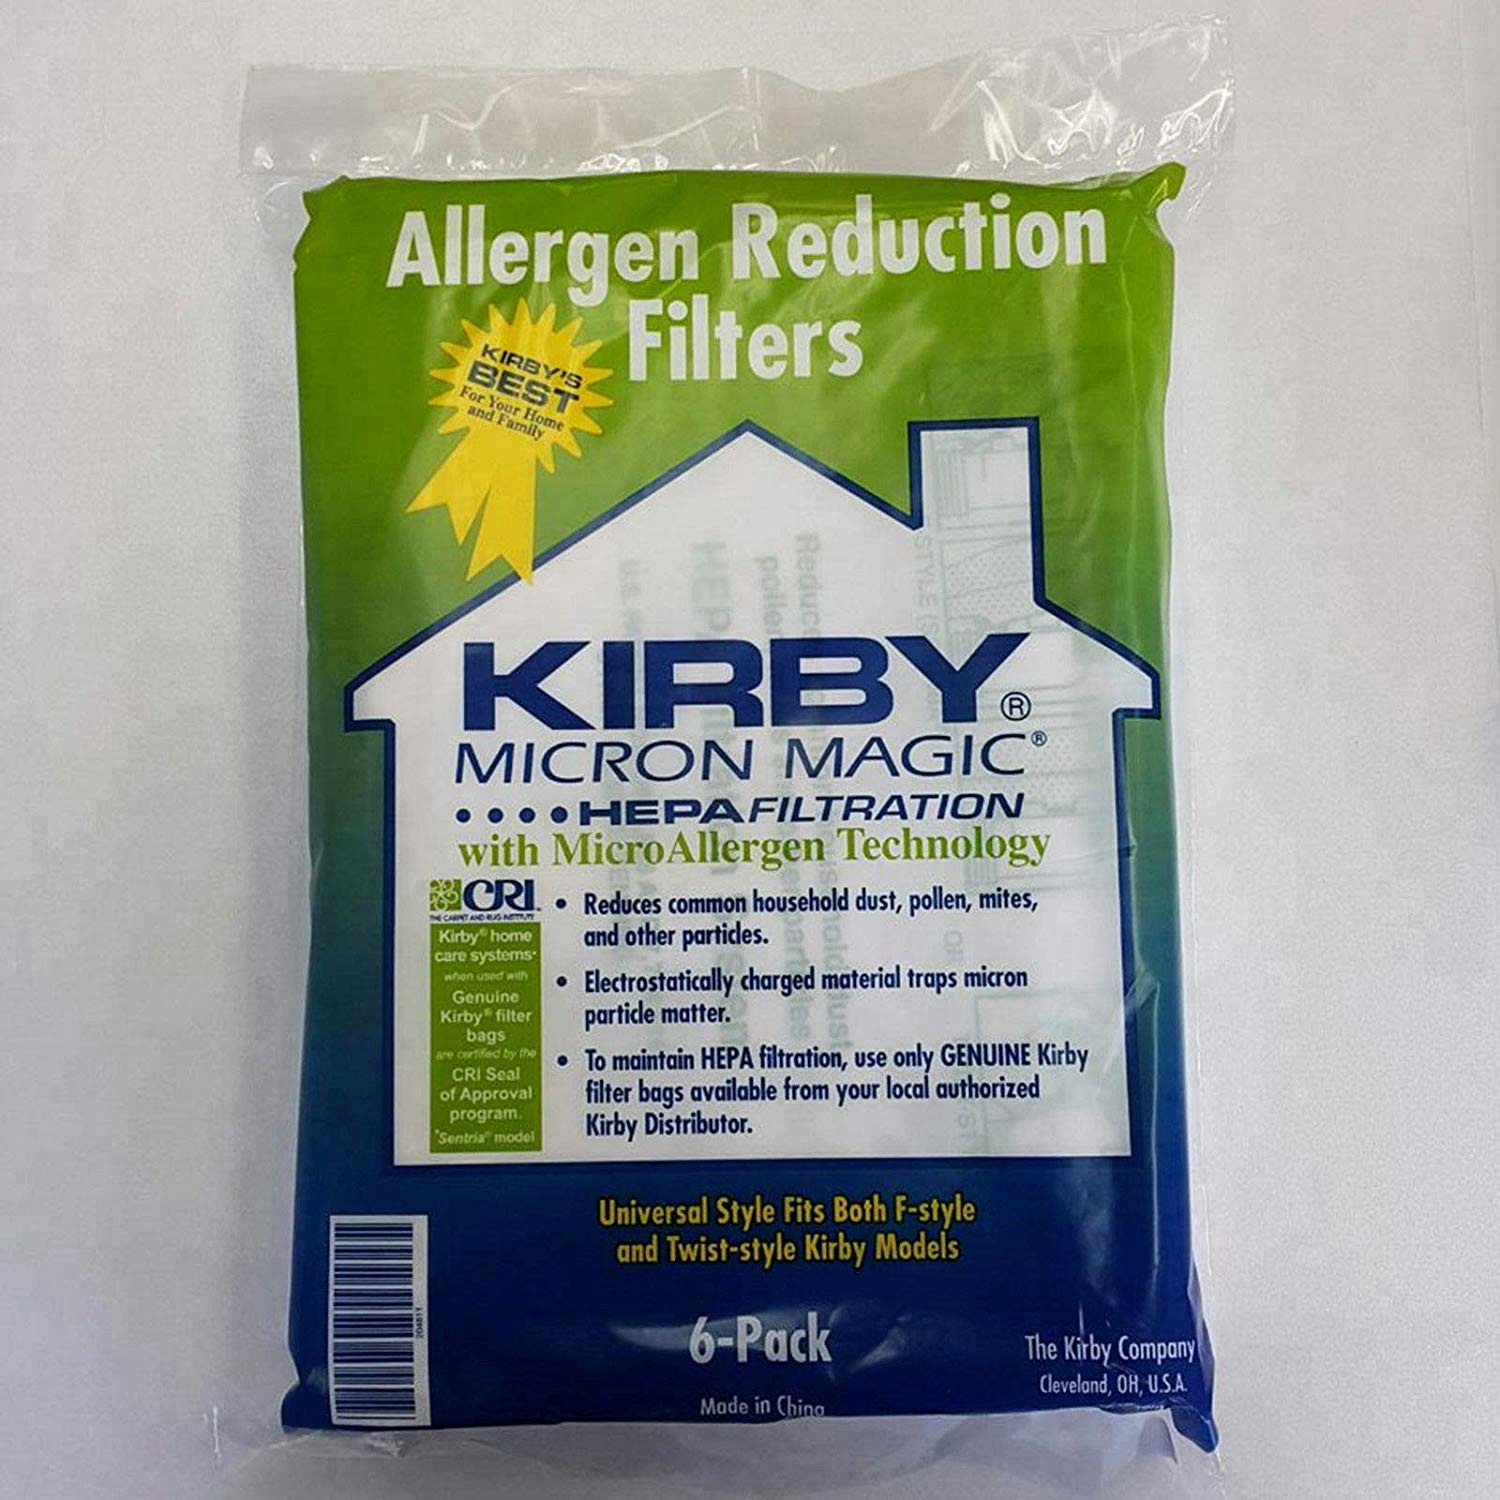 Allergen Reduction
Filters
KIRBY'S
BEST
For Your Home
and Family
KIRBY®
MICRON MAGIC®
••••HEPA FILTRATION
with MicroAllergen Technology
CRI™
THE CARPET AND RUG INSTITUTE
Kirby® home
care systems*
when used with
Genuine
Kirby® filter
bags
are certified by the
CRI Seal
of Approval
program.
*Sentria® model
• Reduces common household dust, pollen, mites,
and other particles.
• Electrostatically charged material traps micron
particle matter.
• To maintain HEPA filtration, use only GENUINE Kirby
filter bags available from your local authorized
Kirby Distributor.
Universal Style Fits Both F-style
and Twist-style Kirby Models
204811
6-Pack
The Kirby Company
Cleveland, OH, U.S.A.
Made in China